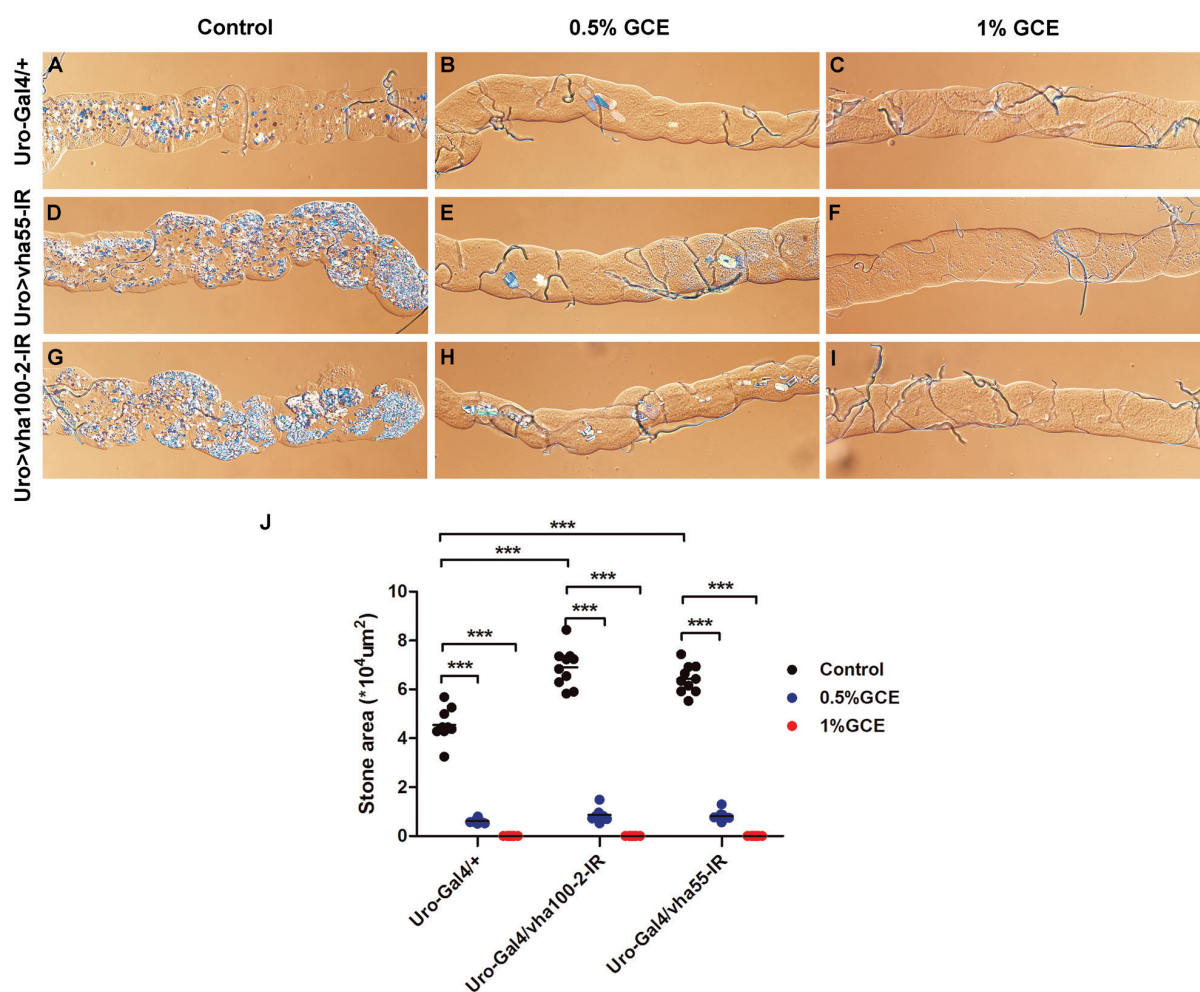 Control 0.5% GCE 1% GCE
Uro-Gal4/+
A B C
Uro>vha55-IR
D E F
Uro>vha100-2-IR
G H I
J
***
***
*** ***
*** ***
*** ***
Stone area (*10⁴um²)
10
8
6
4
2
0
Control
0.5%GCE
1%GCE
Uro-Gal4/+
Uro-Gal4/vha100-2-IR
Uro-Gal4/vha55-IR